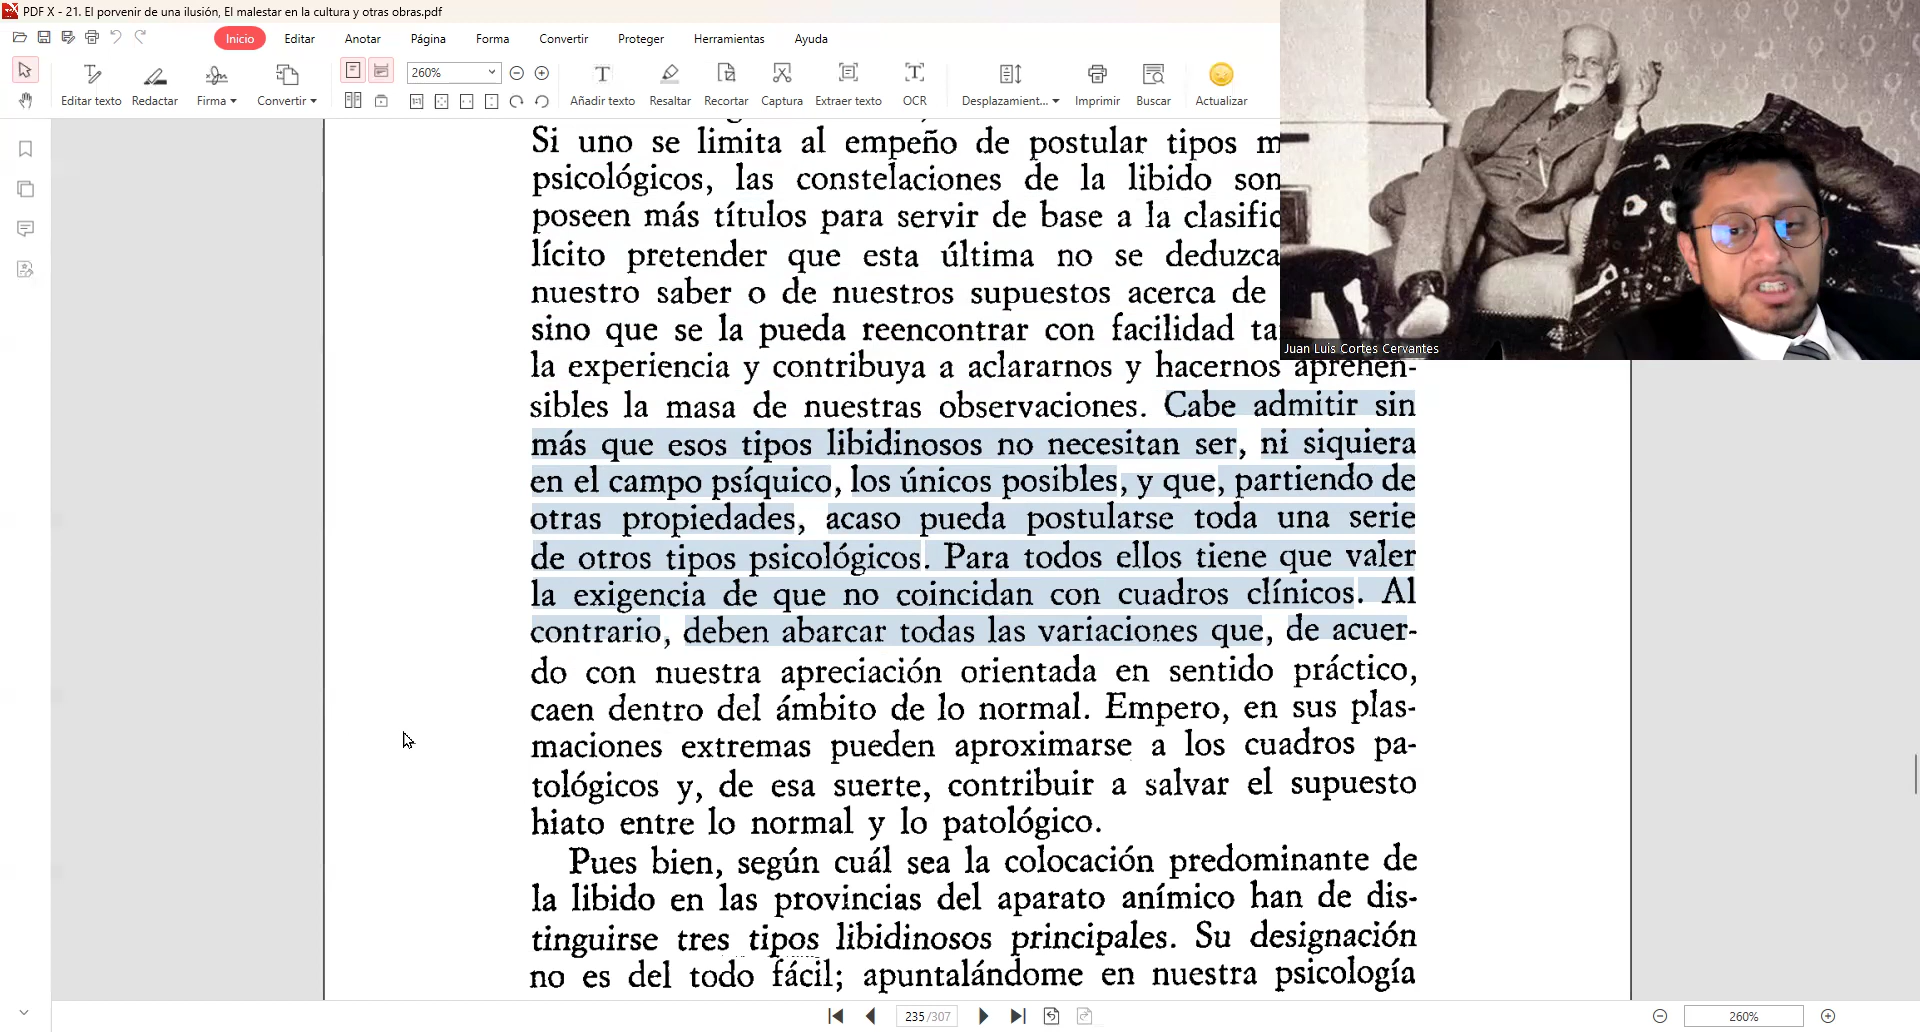 PDF X - 21. El porvenir de una ilusión, El malestar en la cultura y otras obras.pdf
Inicio Editar Anotar Página Forma Convertir Proteger Herramientas Ayuda
260%
Editar texto Redactar Firma Convertir Añadir texto Resaltar Recortar Captura Extraer texto OCR Desplazamient... Imprimir Buscar Actualizar
Si uno se limita al empeño de postular tipos m
psicológicos, las constelaciones de la libido son
poseen más títulos para servir de base a la clasific
lícito pretender que esta última no se deduzca
nuestro saber o de nuestros supuestos acerca de
sino que se la pueda reencontrar con facilidad ta
la experiencia y contribuya a aclararnos y hacernos aprehen-
sibles la masa de nuestras observaciones. Cabe admitir sin
más que esos tipos libidinosos no necesitan ser, ni siquiera
en el campo psíquico, los únicos posibles, y que, partiendo de
otras propiedades, acaso pueda postularse toda una serie
de otros tipos psicológicos. Para todos ellos tiene que valer
la exigencia de que no coincidan con cuadros clínicos. Al
contrario, deben abarcar todas las variaciones que, de acuer-
do con nuestra apreciación orientada en sentido práctico,
caen dentro del ámbito de lo normal. Empero, en sus plas-
maciones extremas pueden aproximarse a los cuadros pa-
tológicos y, de esa suerte, contribuir a salvar el supuesto
hiato entre lo normal y lo patológico.
Pues bien, según cuál sea la colocación predominante de
la libido en las provincias del aparato anímico han de dis-
tinguirse tres tipos libidinosos principales. Su designación
no es del todo fácil; apuntalándome en nuestra psicología
Juan Luis Cortes Cervantes
235/307
260%